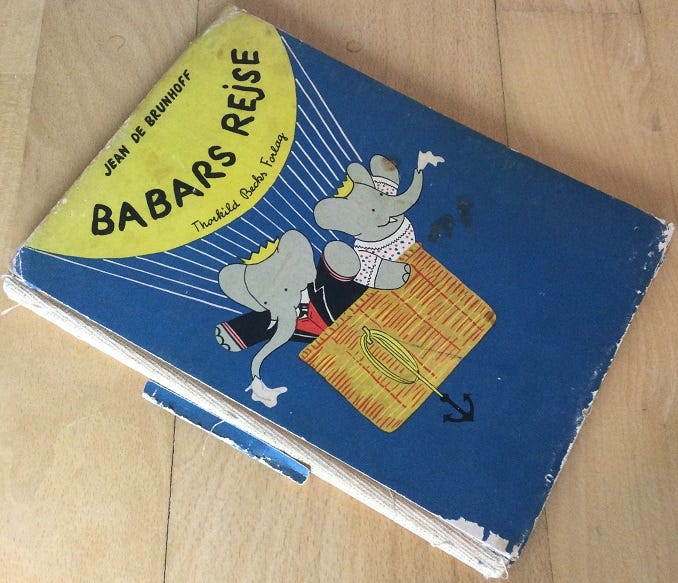 JEAN DE BRUNHOFF
BABARS REJSE
Thorkild Becks Forlag